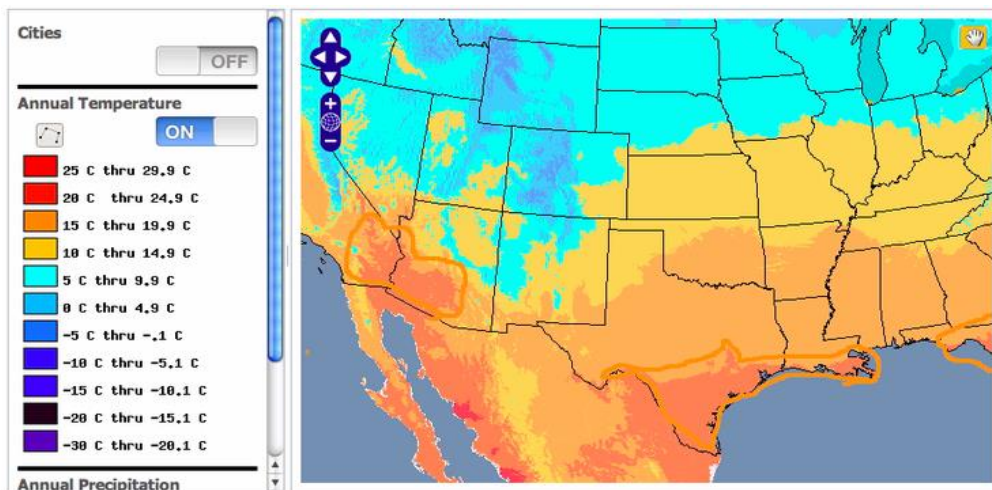 Cities
OFF
Annual Temperature
ON
25 C thru 29.9 C
20 C thru 24.9 C
15 C thru 19.9 C
10 C thru 14.9 C
5 C thru 9.9 C
0 C thru 4.9 C
-5 C thru -.1 C
-10 C thru -5.1 C
-15 C thru -10.1 C
-20 C thru -15.1 C
-30 C thru -20.1 C
Annual Precipitation